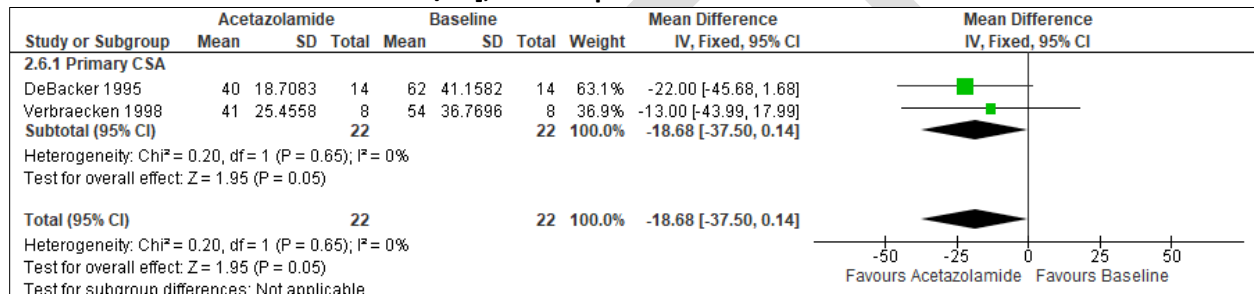 Acetazolamide Baseline Mean Difference Mean Difference
Study or Subgroup Mean SD Total Mean SD Total Weight IV, Fixed, 95% CI IV, Fixed, 95% CI
2.6.1 Primary CSA
DeBacker 1995 40 18.7083 14 62 41.1582 14 63.1% -22.00 [-45.68, 1.68]
Verbraecken 1998 41 25.4558 8 54 36.7696 8 36.9% -13.00 [-43.99, 17.99]
Subtotal (95% CI) 22 22 100.0% -18.68 [-37.50, 0.14]
Heterogeneity: Chi² = 0.20, df = 1 (P = 0.65); I² = 0%
Test for overall effect: Z = 1.95 (P = 0.05)
Total (95% CI) 22 22 100.0% -18.68 [-37.50, 0.14]
Heterogeneity: Chi² = 0.20, df = 1 (P = 0.65); I² = 0%
Test for overall effect: Z = 1.95 (P = 0.05)
Test for subgroup differences: Not applicable
-50 -25 0 25 50
Favours Acetazolamide Favours Baseline